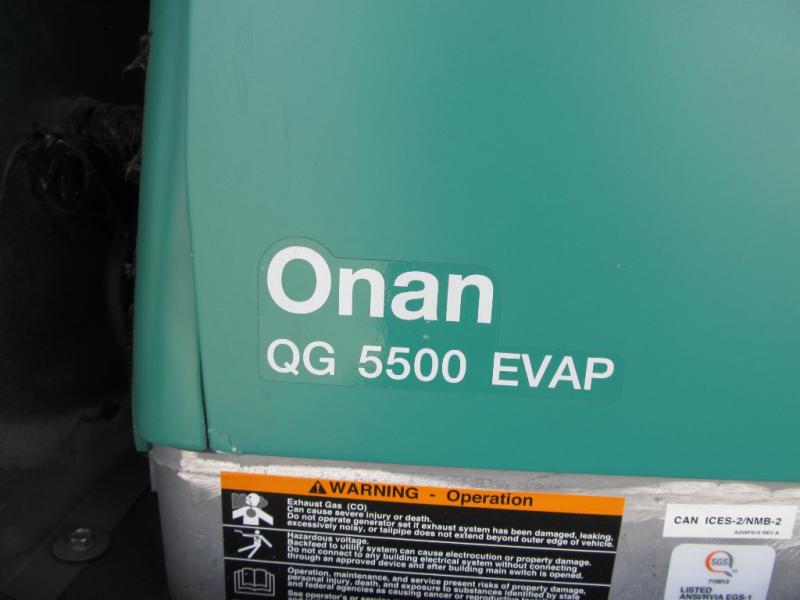 Onan
QG 5500 EVAP
WARNING - Operation
Exhaust Gas (CO)
Can cause severe injury or death.
Do not operate generator set if exhaust system has been damaged, leaking,
excessively noisy, or tailpipe does not extend beyond outer edge of vehicle.
Hazardous voltage.
Backfeed to utility system can cause electrocution or property damage.
Do not connect to any building electrical system without connecting
through an approved device and after building main switch is opened.
Operation, maintenance, and service present risks of property damage,
personal injury, death, and exposure to substances identified by state
and federal agencies as causing cancer or reproductive
See operator's or service
CAN ICES-2/NMB-2
SGS
LISTED
ANSI/RVIA EGS-1